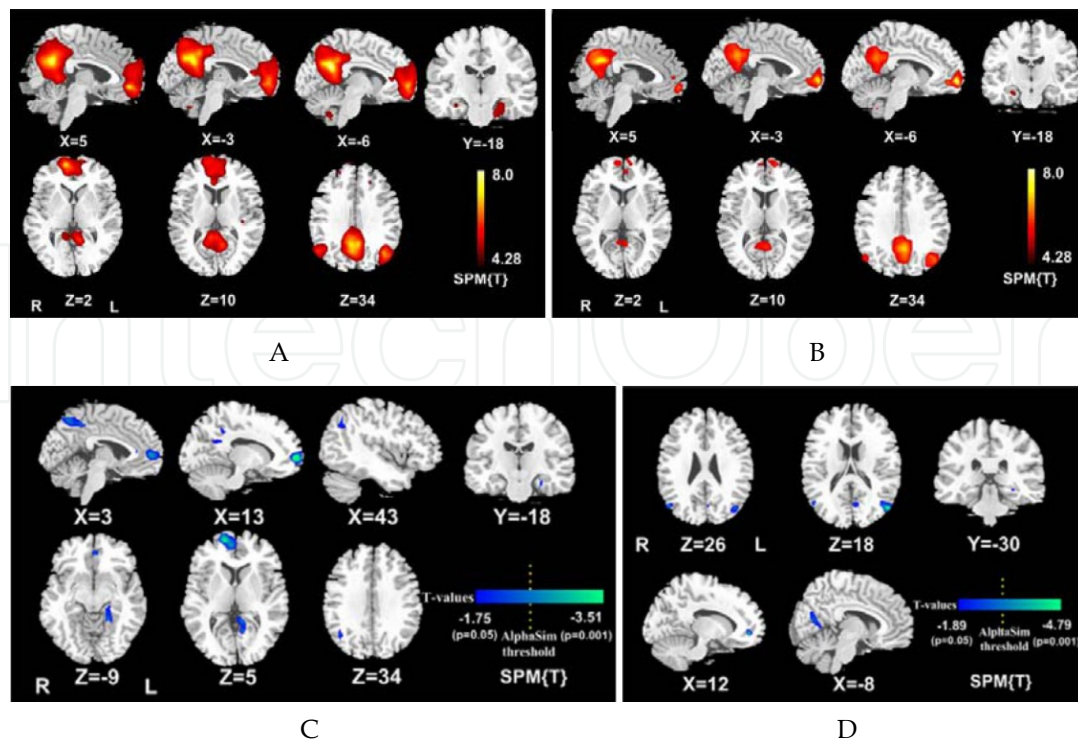 X=5 X=-3 X=-6 Y=-18
8.0
4.28
SPM{T}
R Z=2 L Z=10 Z=34
A
X=5 X=-3 X=-6 Y=-18
8.0
4.28
SPM{T}
R Z=2 L Z=10 Z=34
B
IntechOpen
X=3 X=13 X=43 Y=-18
T-values
-1.75 -3.51
(p=0.05) AlphaSim (p=0.001)
threshold
R Z=-9 L Z=5 Z=34 SPM{T}
C
R Z=26 L Z=18 Y=-30
T-values
-1.89 -4.79
(p=0.05) AlphaSim (p=0.001)
threshold
X=12 X=-8 SPM{T}
D